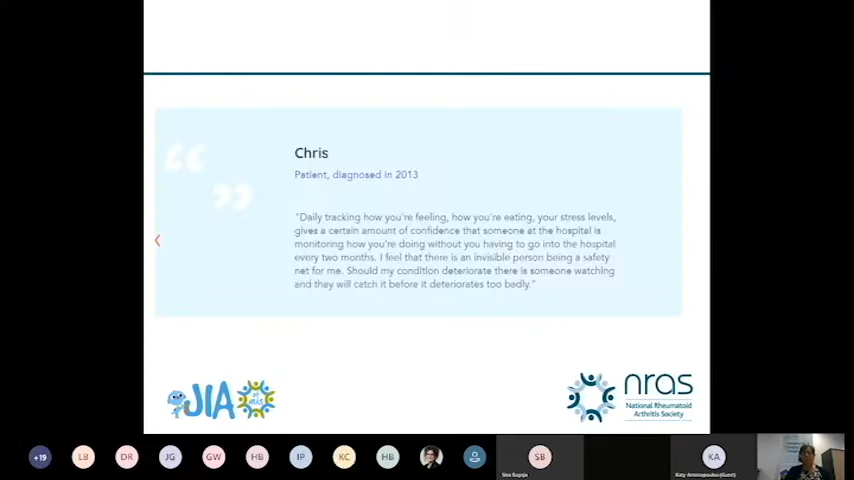 Chris
Patient, diagnosed in 2013
"Daily tracking how you're feeling, how you're eating, your stress levels,
gives a certain amount of confidence that someone at the hospital is
monitoring how you're doing without you having to go into the hospital
every two months. I feel that there is an invisible person being a safety
net for me. Should my condition deteriorate there is someone watching
and they will catch it before it deteriorates too badly."
JIA
at
nras
nras
National Rheumatoid
Arthritis Society
+19
LB
DR
JG
GW
HB
IP
KC
HB
SB
KA